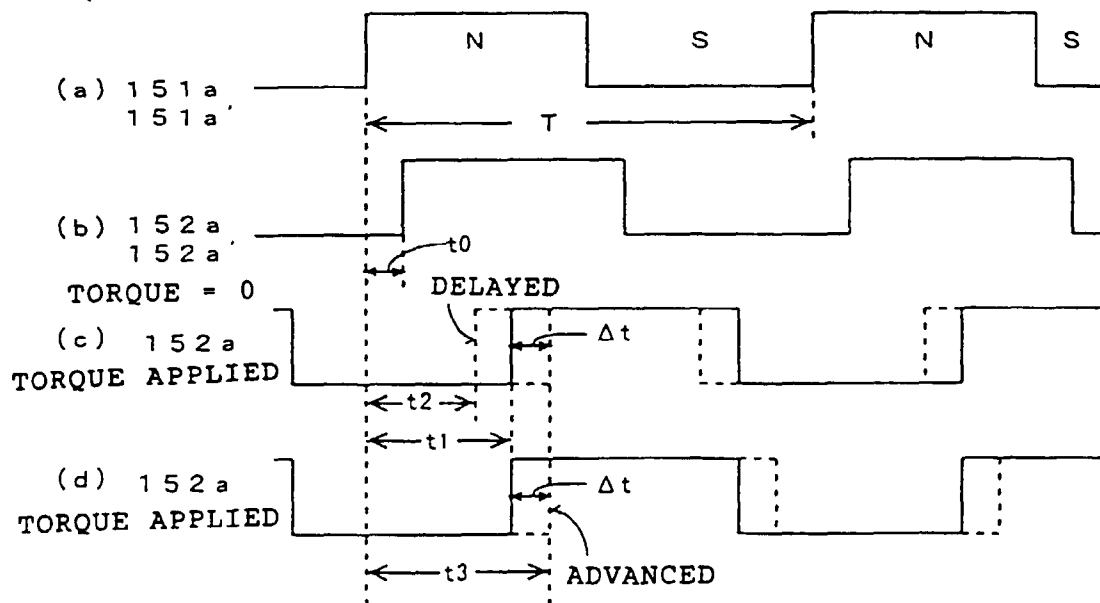 N S N S
(a) 151a
151a'
T
(b) 152a
152a'
t0
TORQUE = 0
DELAYED
(c) 152a
Δt
TORQUE APPLIED
t2
t1
(d) 152a
Δt
TORQUE APPLIED
t3
ADVANCED